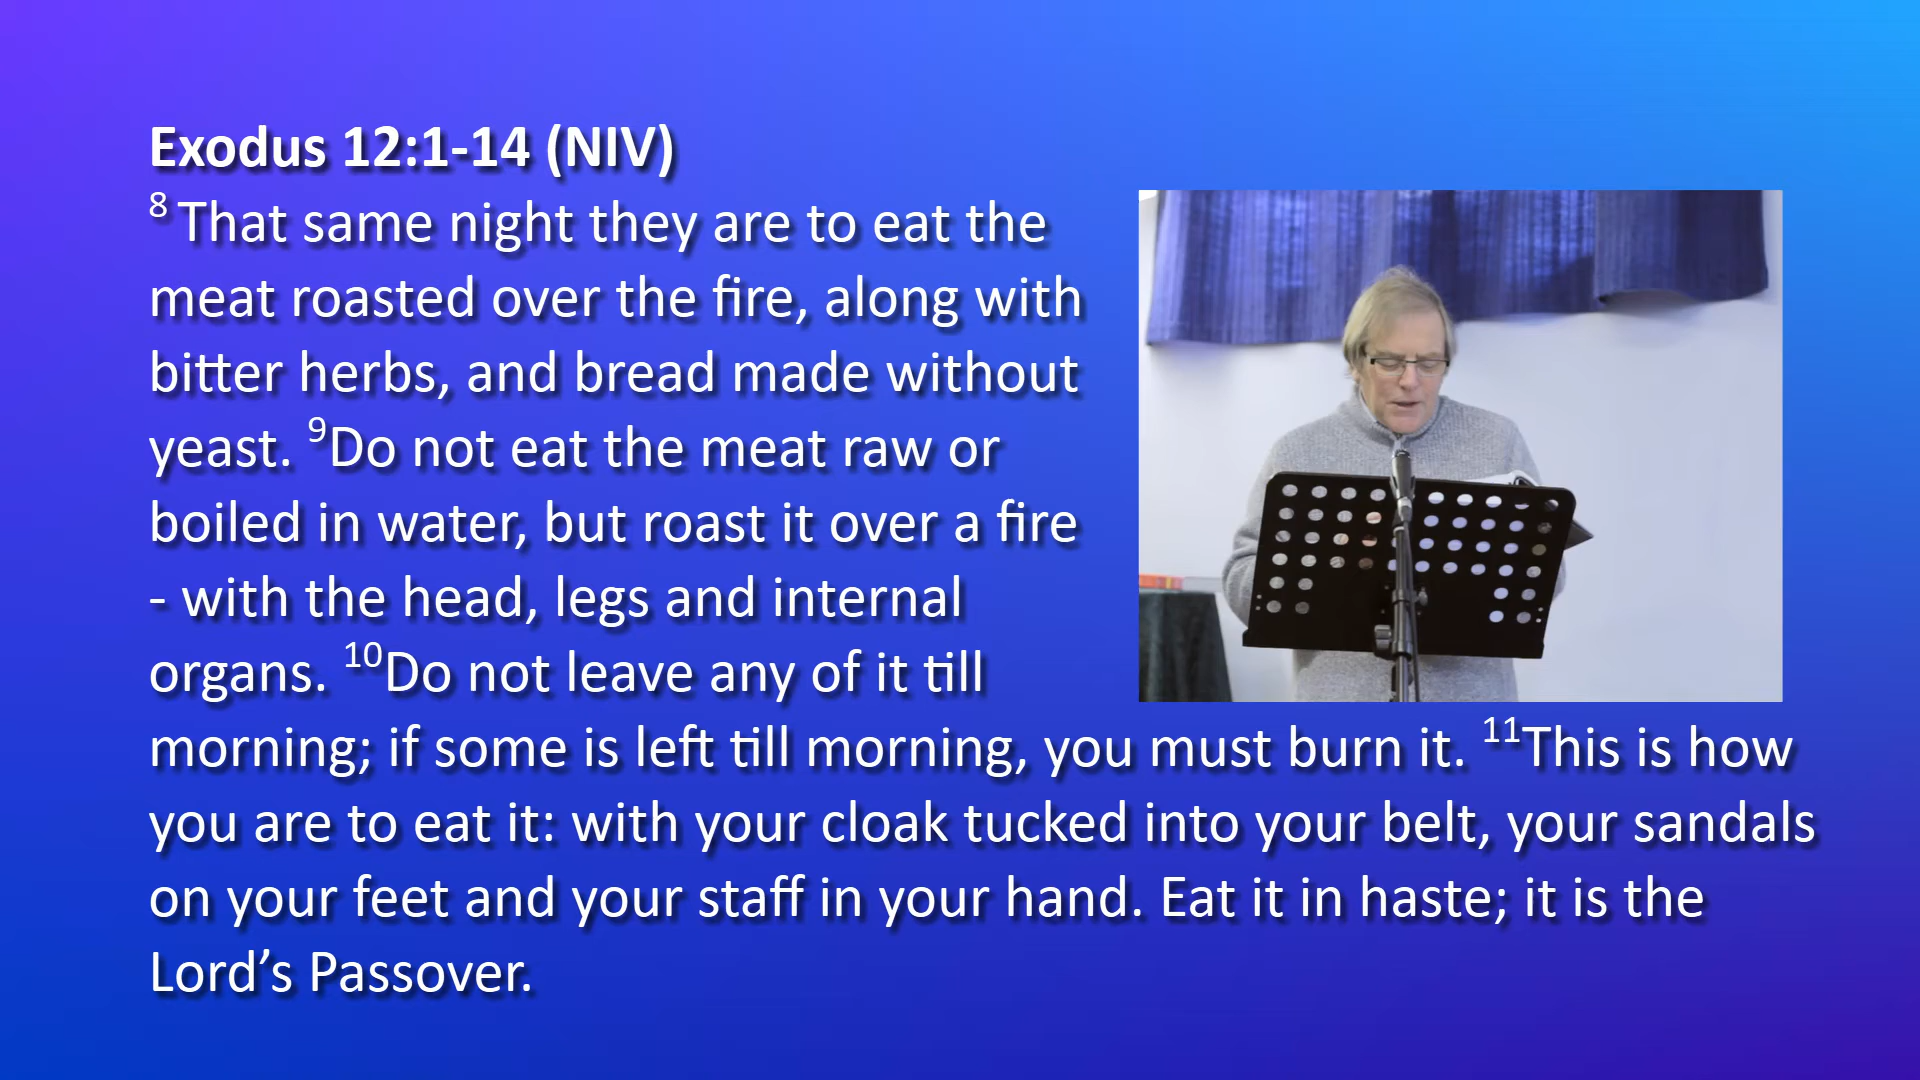 Exodus 12:1-14 (NIV)
⁸ That same night they are to eat the
meat roasted over the fire, along with
bitter herbs, and bread made without
yeast. ⁹Do not eat the meat raw or
boiled in water, but roast it over a fire
- with the head, legs and internal
organs. ¹⁰Do not leave any of it till
morning; if some is left till morning, you must burn it. ¹¹This is how
you are to eat it: with your cloak tucked into your belt, your sandals
on your feet and your staff in your hand. Eat it in haste; it is the
Lord’s Passover.